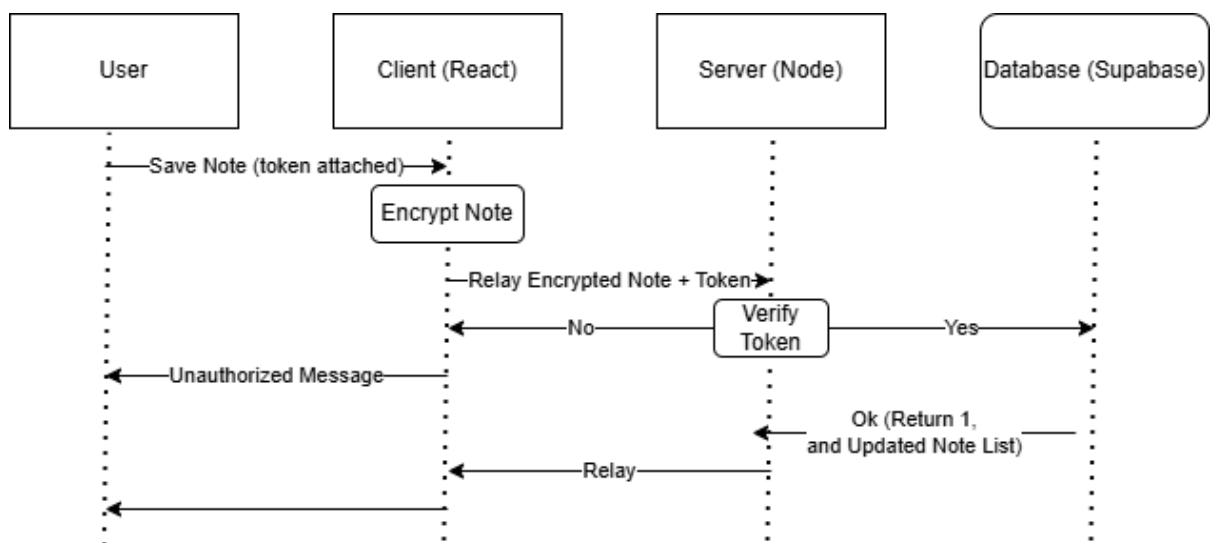 User
Client (React)
Server (Node)
Database (Supabase)
Save Note (token attached)
Encrypt Note
Relay Encrypted Note + Token
Verify
Token
No
Yes
Unauthorized Message
Ok (Return 1,
and Updated Note List)
Relay